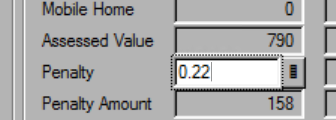 Mobile Home 0
Assessed Value 790
Penalty 0.22
Penalty Amount 158